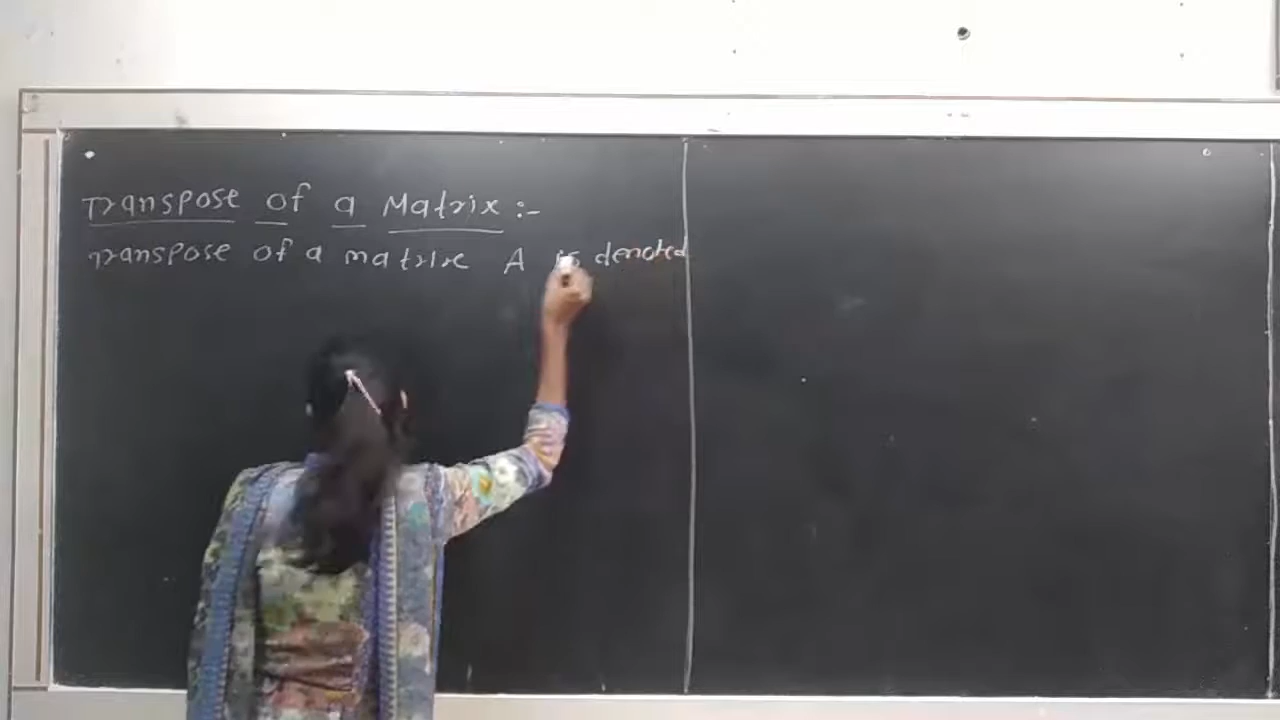 Transpose of a Matrix :-
Transpose of a matrix A is denoted